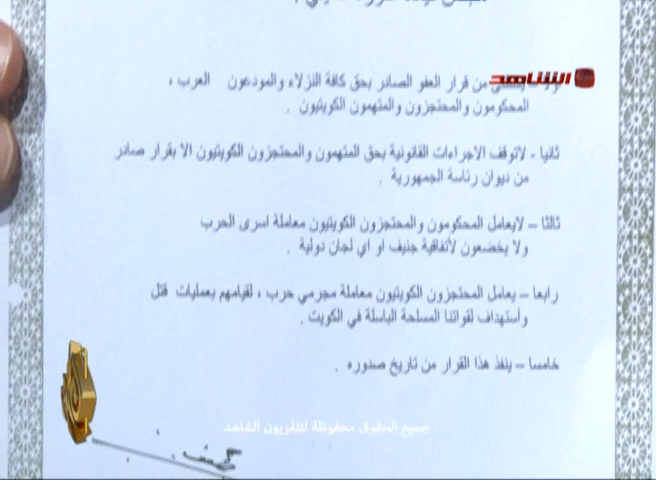 الشاهد
من قرار العفو الصادر بحق كافة النزلاء والمودعون العرب ،
المحكومون والمحتجزون والمتهمون الكويتيون .
ثانيا - لاتوقف الاجراءات القانونية بحق المتهمون والمحتجزون الكويتيون الا بقرار صادر
من ديوان رئاسة الجمهورية .
ثالثا – لايعامل المحكومون والمحتجزون الكويتيون معاملة اسرى الحرب
ولا يخضعون لأتفاقية جنيف او اي لجان دولية .
رابعا – يعامل المحتجزون الكويتيون معاملة مجرمي حرب ، لقيامهم بعمليات قتل
وأستهداف لقواتنا المسلحة الباسلة في الكويت .
خامسا – ينفذ هذا القرار من تاريخ صدوره .
جميع الحقوق محفوظة لتلفزيون الشاهد